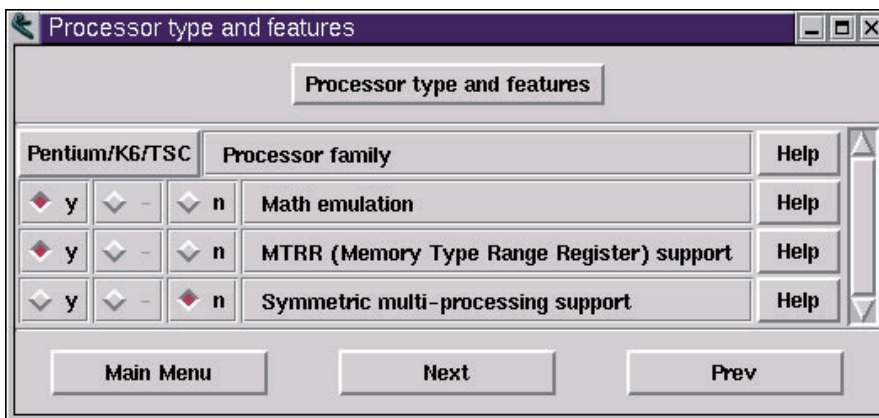 Processor type and features
Processor type and features
Pentium/K6/TSC Processor family Help
y - n Math emulation Help
y - n MTRR (Memory Type Range Register) support Help
y - n Symmetric multi-processing support Help
Main Menu Next Prev